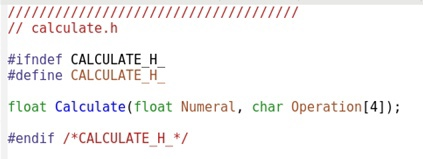 ///////////////////////////////////////
// calculate.h
#ifndef CALCULATE_H_
#define CALCULATE_H_
float Calculate(float Numeral, char Operation[4]);
#endif /*CALCULATE_H_*/